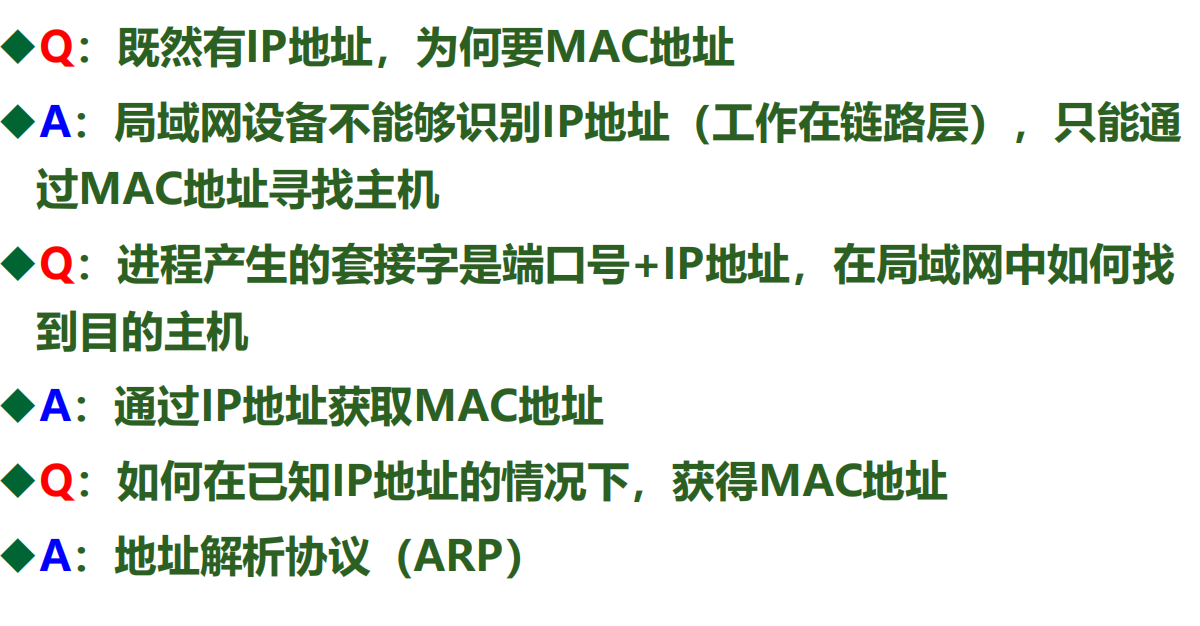 ◆Q：既然有IP地址，为何要MAC地址
◆A：局域网设备不能够识别IP地址（工作在链路层），只能通
过MAC地址寻找主机
◆Q：进程产生的套接字是端口号+IP地址，在局域网中如何找
到目的主机
◆A：通过IP地址获取MAC地址
◆Q：如何在已知IP地址的情况下，获得MAC地址
◆A：地址解析协议（ARP）